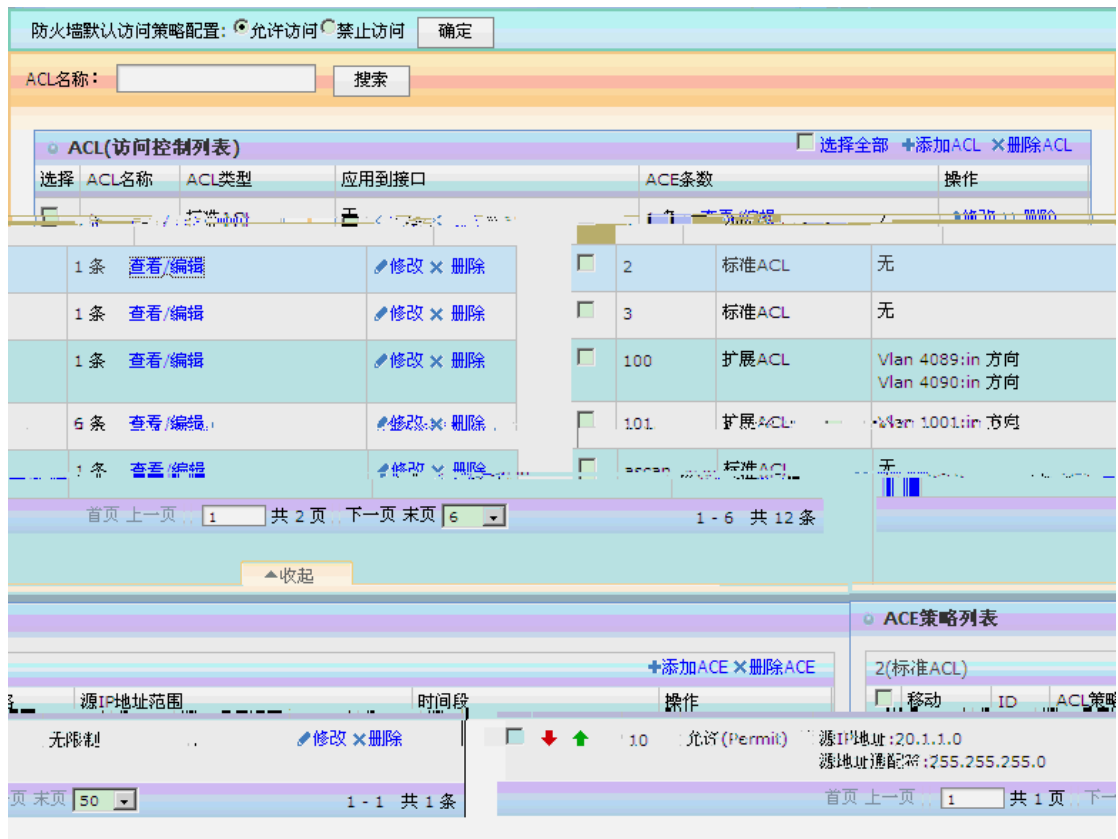 防火墙默认访问策略配置: 允许访问 禁止访问 确定
ACL名称: 搜索
ACL(访问控制列表) 选择全部 添加ACL 删除ACL
选择 ACL名称 ACL类型 应用到接口 ACE条数 操作
1 条 查看/编辑 修改 删除 2 标准ACL 无
1 条 查看/编辑 修改 删除 3 标准ACL 无
1 条 查看/编辑 修改 删除 100 扩展ACL Vlan 4089:in 方向
Vlan 4090:in 方向
6 条 查看/编辑 修改 删除 101 扩展ACL Vlan 1001:in 方向
1 条 查看/编辑 修改 删除 标准ACL 无
首页 上一页 1 共 2 页 下一页 末页 6 1 - 6 共 12 条
收起
ACE策略列表
添加ACE 删除ACE 2(标准ACL)
源IP地址范围 时间段 操作 移动 ID ACL策略
无限制 修改 删除 10 允许(Permit) 源IP地址:20.1.1.0
源地址通配符:255.255.255.0
页 末页 50 1 - 1 共 1 条 首页 上一页 1 共 1 页 下一